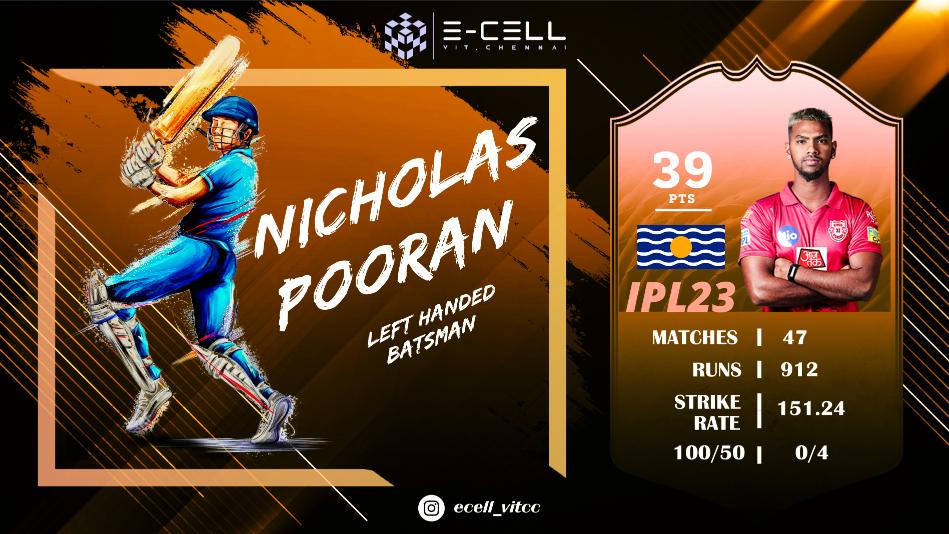 E-CELL
VIT, CHENNAI
NICHOLAS
POORAN
LEFT HANDED
BATSMAN
39
PTS
IPL23
Jio
MATCHES | 47
RUNS | 912
STRIKE
RATE | 151.24
100/50 | 0/4
ecell_vitcc